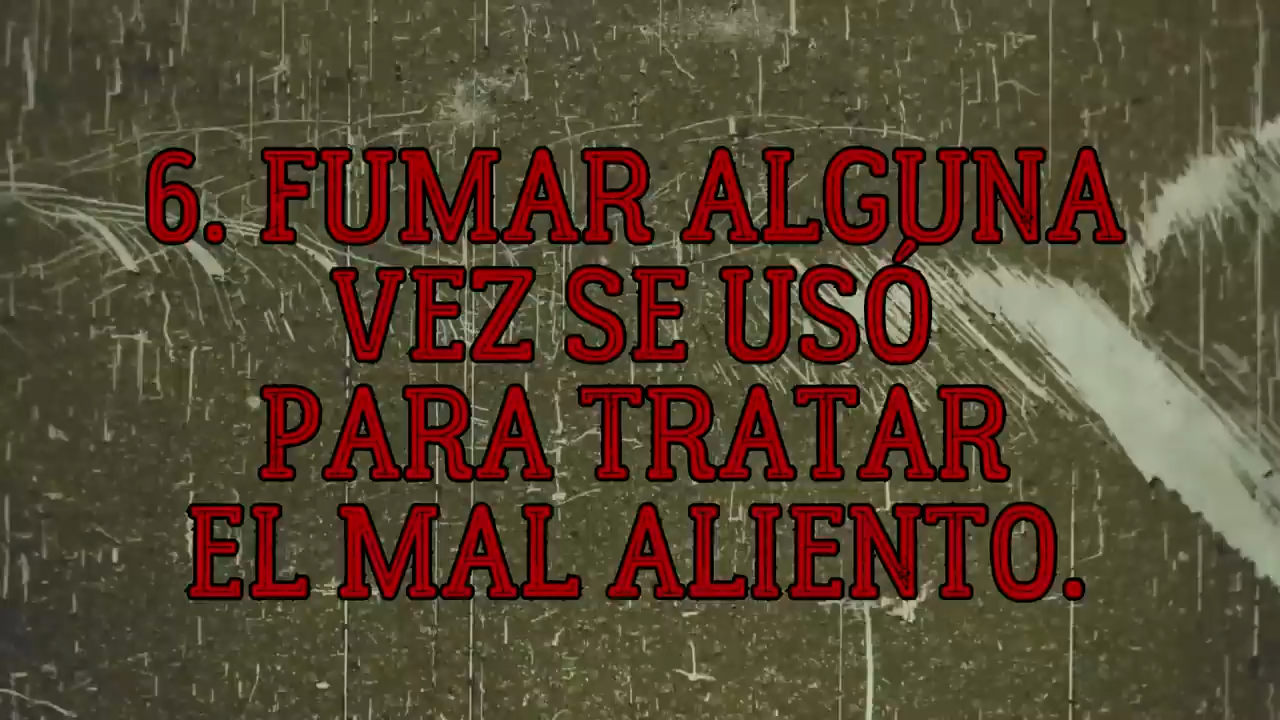 6. FUMAR ALGUNA
VEZ SE USÓ
PARA TRATAR
EL MAL ALIENTO.